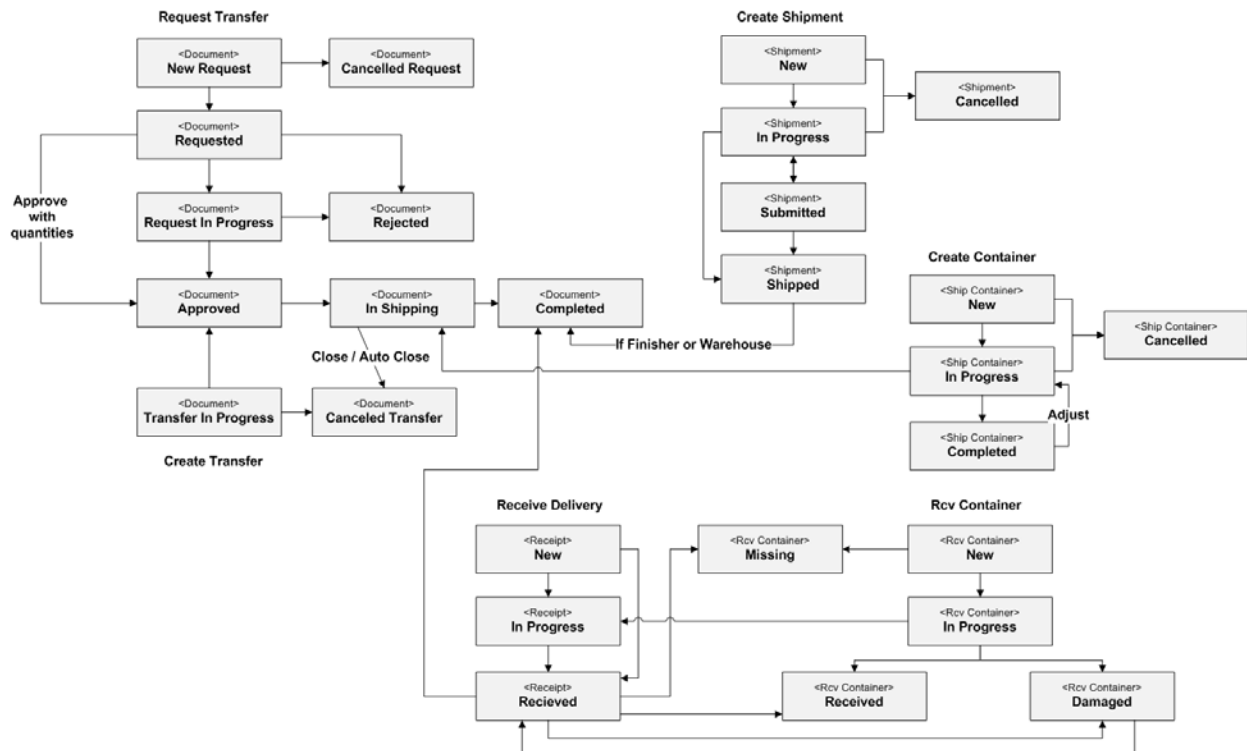 Request Transfer
<Document>
New Request
<Document>
Cancelled Request
<Document>
Requested
Approve
with
quantities
<Document>
Request In Progress
<Document>
Rejected
<Document>
Approved
<Document>
In Shipping
<Document>
Completed
Close / Auto Close
<Document>
Transfer In Progress
<Document>
Canceled Transfer
Create Transfer
Create Shipment
<Shipment>
New
<Shipment>
Cancelled
<Shipment>
In Progress
<Shipment>
Submitted
<Shipment>
Shipped
If Finisher or Warehouse
Create Container
<Ship Container>
New
<Ship Container>
Cancelled
<Ship Container>
In Progress
Adjust
<Ship Container>
Completed
Receive Delivery
<Receipt>
New
<Receipt>
In Progress
<Receipt>
Recieved
Rcv Container
<Rcv Container>
Missing
<Rcv Container>
New
<Rcv Container>
In Progress
<Rcv Container>
Received
<Rcv Container>
Damaged